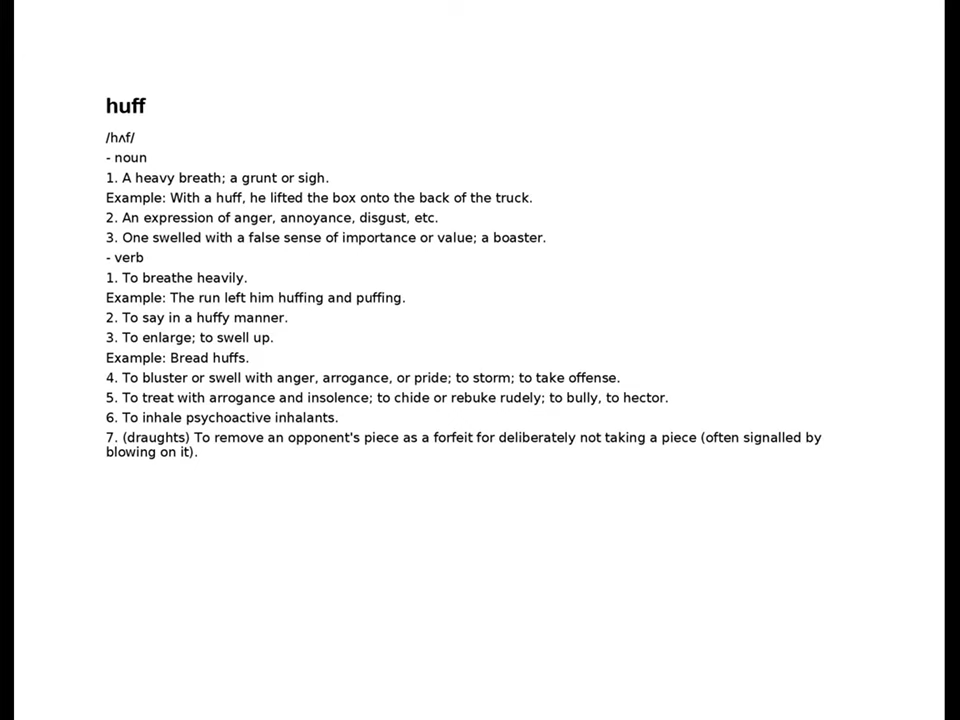 huff
/hʌf/
- noun
1. A heavy breath; a grunt or sigh.
Example: With a huff, he lifted the box onto the back of the truck.
2. An expression of anger, annoyance, disgust, etc.
3. One swelled with a false sense of importance or value; a boaster.
- verb
1. To breathe heavily.
Example: The run left him huffing and puffing.
2. To say in a huffy manner.
3. To enlarge; to swell up.
Example: Bread huffs.
4. To bluster or swell with anger, arrogance, or pride; to storm; to take offense.
5. To treat with arrogance and insolence; to chide or rebuke rudely; to bully, to hector.
6. To inhale psychoactive inhalants.
7. (draughts) To remove an opponent's piece as a forfeit for deliberately not taking a piece (often signalled by
blowing on it).